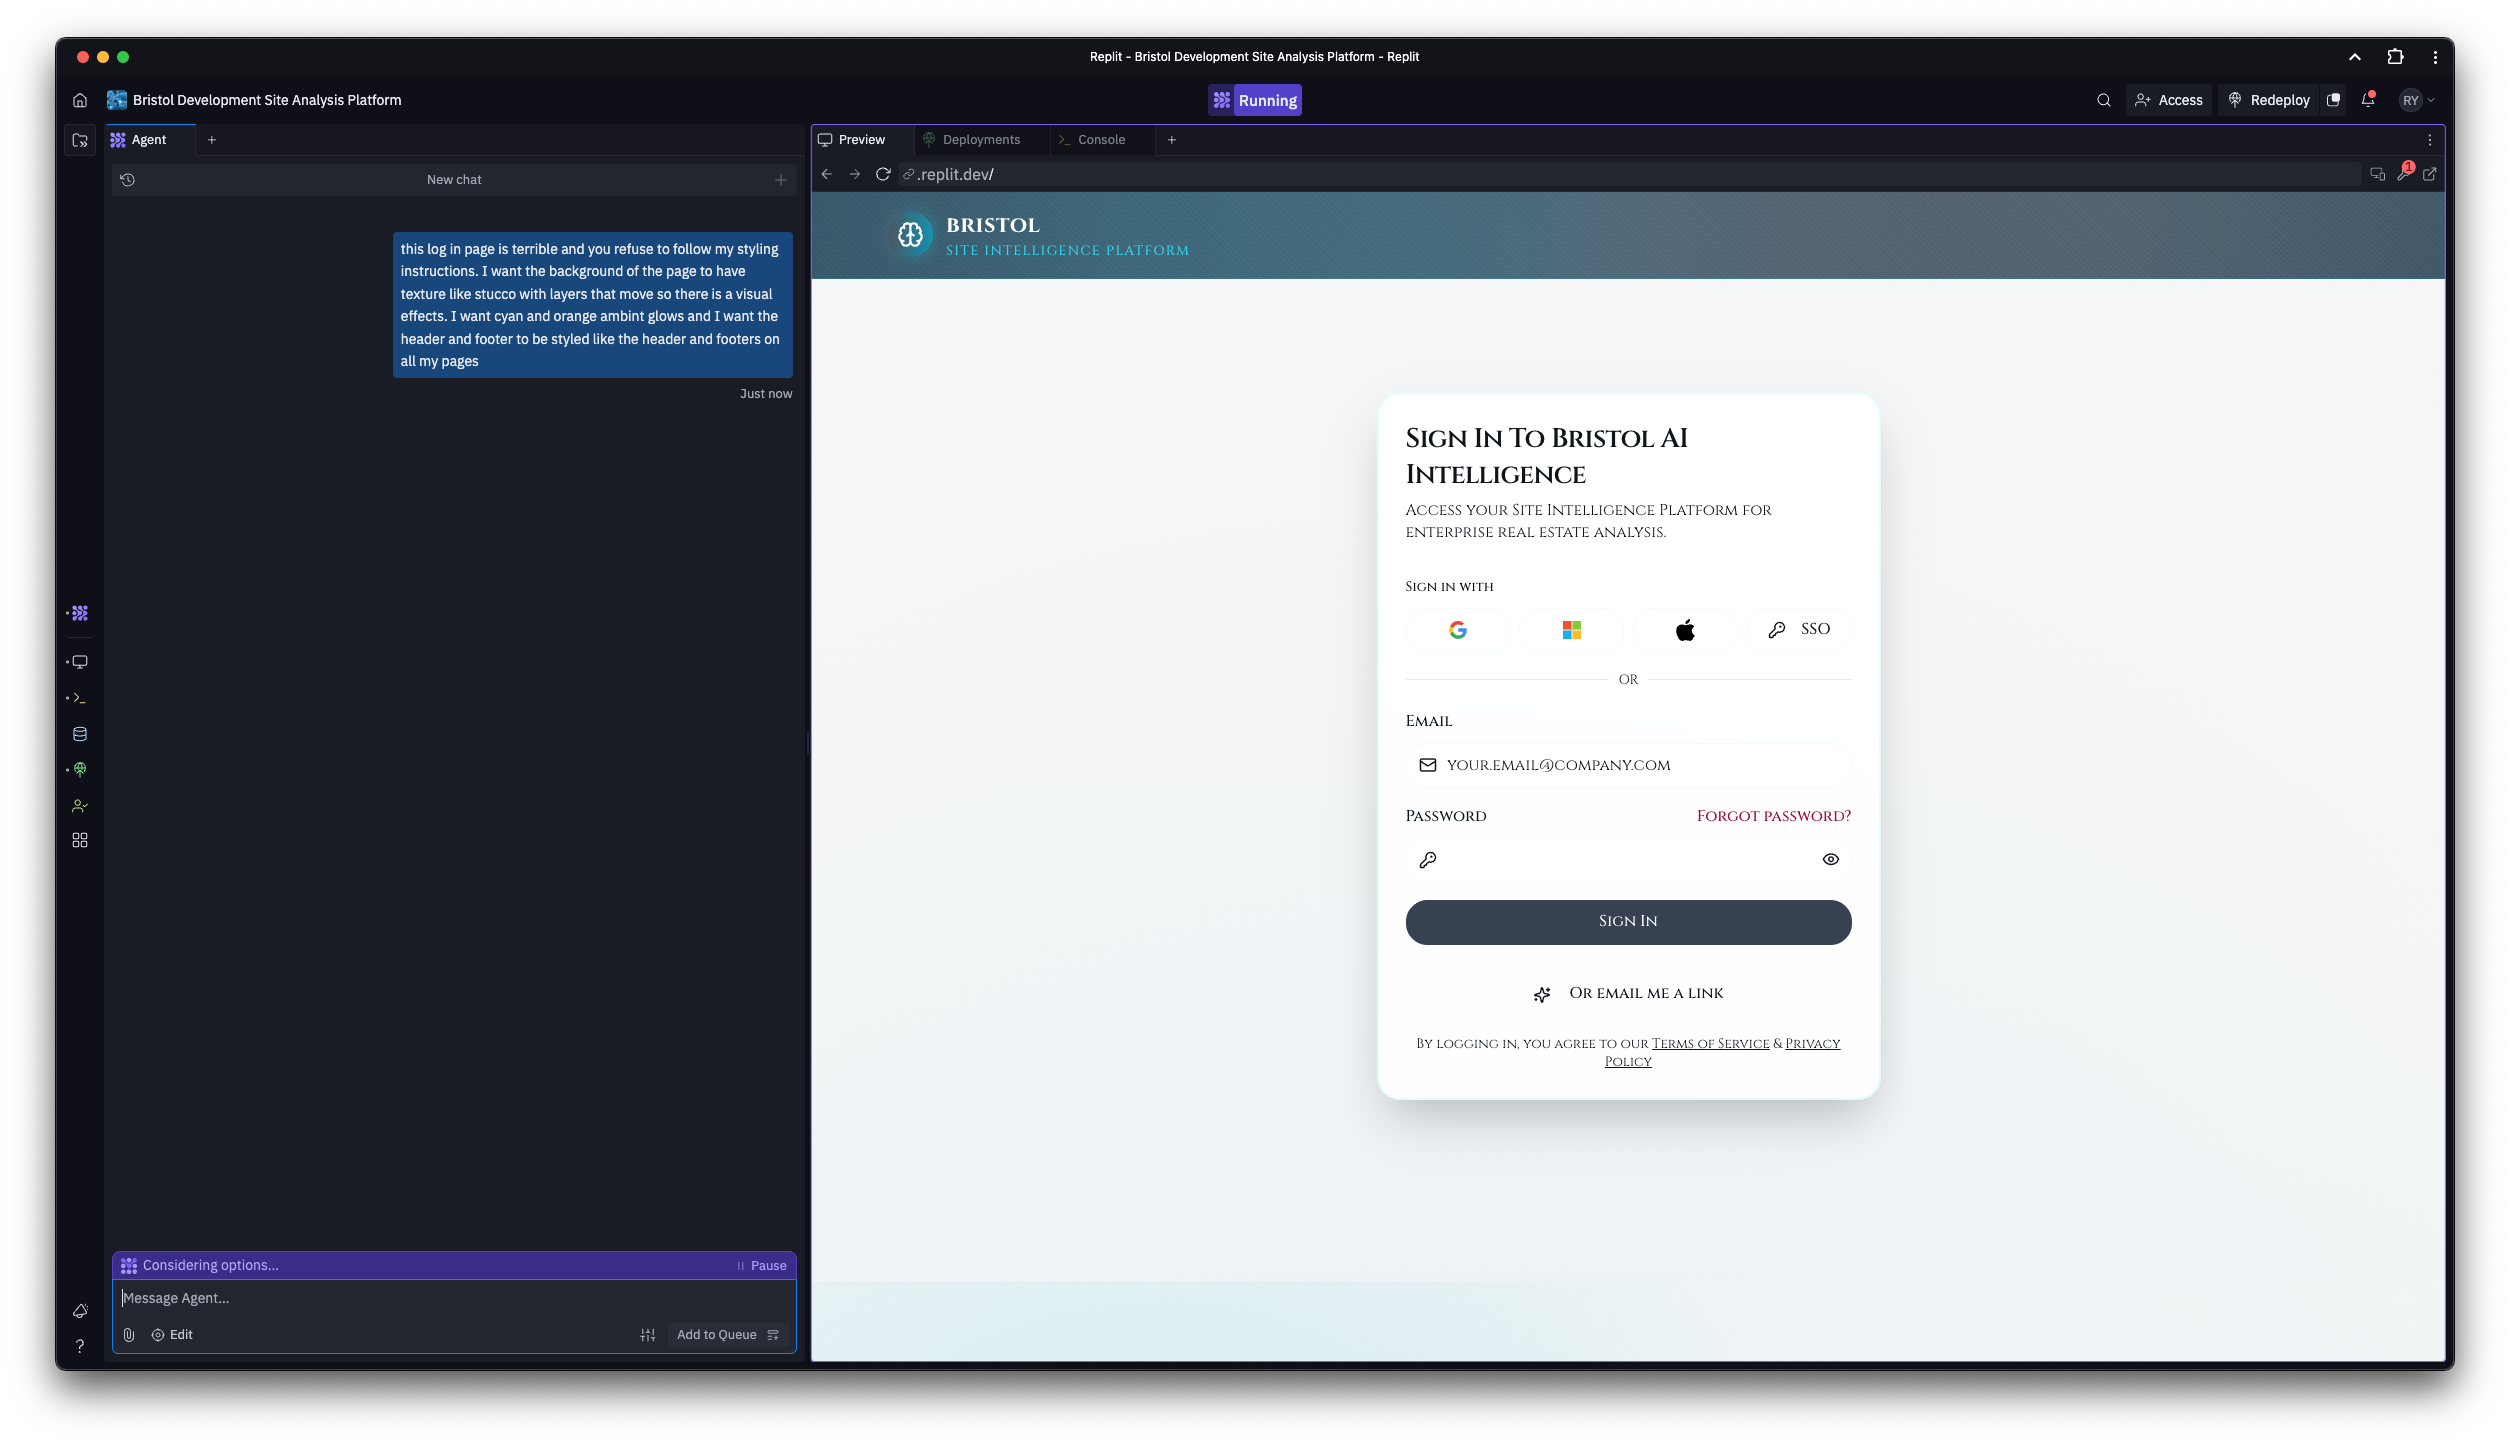 Replit - Bristol Development Site Analysis Platform - Replit
Bristol Development Site Analysis Platform
Running
Access
Redeploy
RY
Agent
Preview
Deployments
Console
New chat
.replit.dev/
1
this log in page is terrible and you refuse to follow my styling
instructions. I want the background of the page to have
texture like stucco with layers that move so there is a visual
effects. I want cyan and orange ambint glows and I want the
header and footer to be styled like the header and footers on
all my pages
Just now
Considering options...
Pause
Message Agent...
Edit
Add to Queue
BRISTOL
SITE INTELLIGENCE PLATFORM
Sign In To Bristol AI
Intelligence
Access your Site Intelligence Platform for
enterprise real estate analysis.
Sign in with
SSO
OR
Email
your.email@company.com
Password
Forgot password?
Sign In
Or email me a link
By logging in, you agree to our Terms of Service & Privacy
Policy